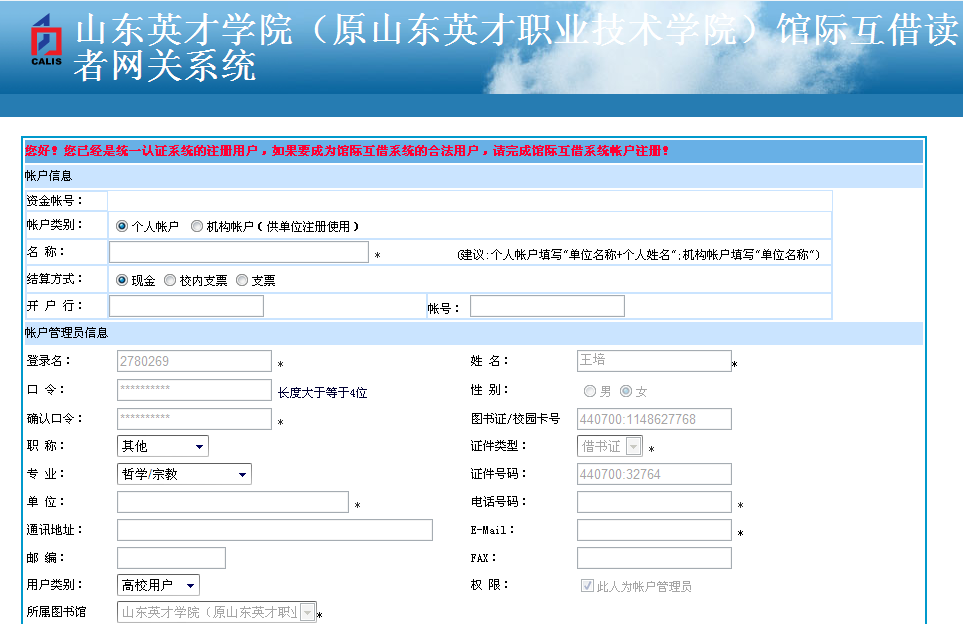 山东英才学院（原山东英才职业技术学院）馆际互借读
者网关系统
CALIS
您好！您已经是统一认证系统的注册用户，如果要成为馆际互借系统的合法用户，请完成馆际互借系统帐户注册！
帐户信息
资金帐号：
帐户类别： 个人帐户 机构帐户（供单位注册使用）
名 称： * (建议:个人帐户填写"单位名称+个人姓名";机构帐户填写"单位名称")
结算方式： 现金 校内支票 支票
开 户 行： 帐号：
帐户管理员信息
登录名： 2780269 * 姓 名： 王培 *
口 令： ********** 长度大于等于4位 性 别： 男 女
确认口令： ********** * 图书证/校园卡号 440700:1148627768
职 称： 其他 证件类型： 借书证 *
专 业： 哲学/宗教 证件号码： 440700:32764
单 位： * 电话号码： *
通讯地址： E-Mail： *
邮 编： FAX：
用户类别： 高校用户 权 限： 此人为帐户管理员
所属图书馆 山东英才学院（原山东英才职业 *